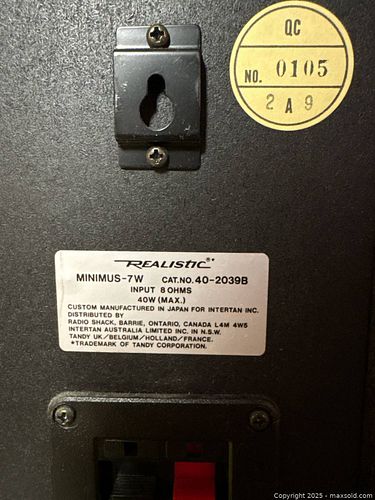 QC
NO. 0105
2 A 9
REALISTIC®*
MINIMUS-7W CAT.NO. 40-2039B
INPUT 8 OHMS
40W (MAX.)
CUSTOM MANUFACTURED IN JAPAN FOR INTERTAN INC.
DISTRIBUTED BY
RADIO SHACK, BARRIE, ONTARIO, CANADA L4M 4W5
INTERTAN AUSTRALIA LIMITED INC. IN N.S.W.
TANDY UK/BELGIUM/HOLLAND/FRANCE.
*TRADEMARK OF TANDY CORPORATION.
Copyright 2025 - maxsold.com